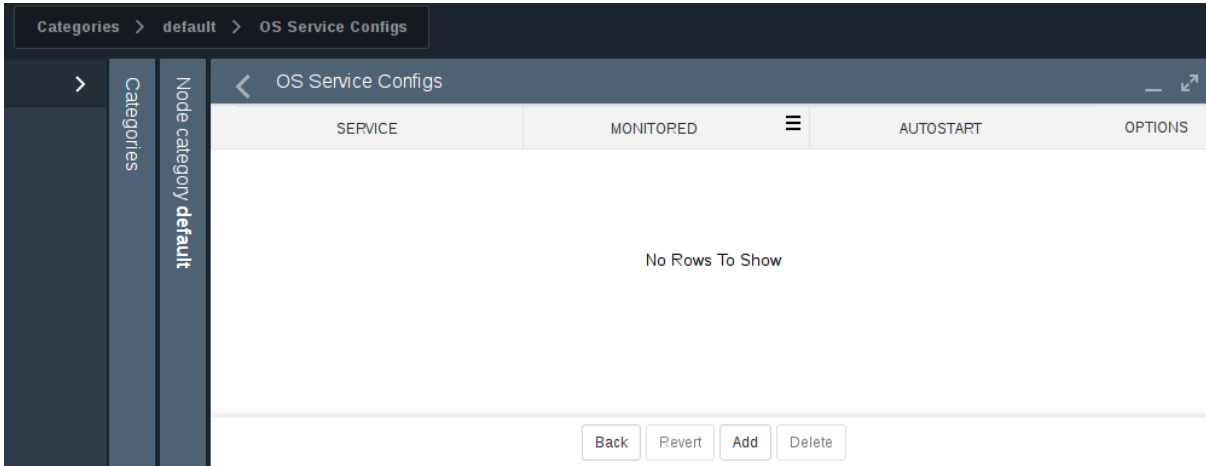 Categories > default > OS Service Configs
Categories
Node category default
OS Service Configs
SERVICE MONITORED AUTOSTART OPTIONS
No Rows To Show
Back Revert Add Delete